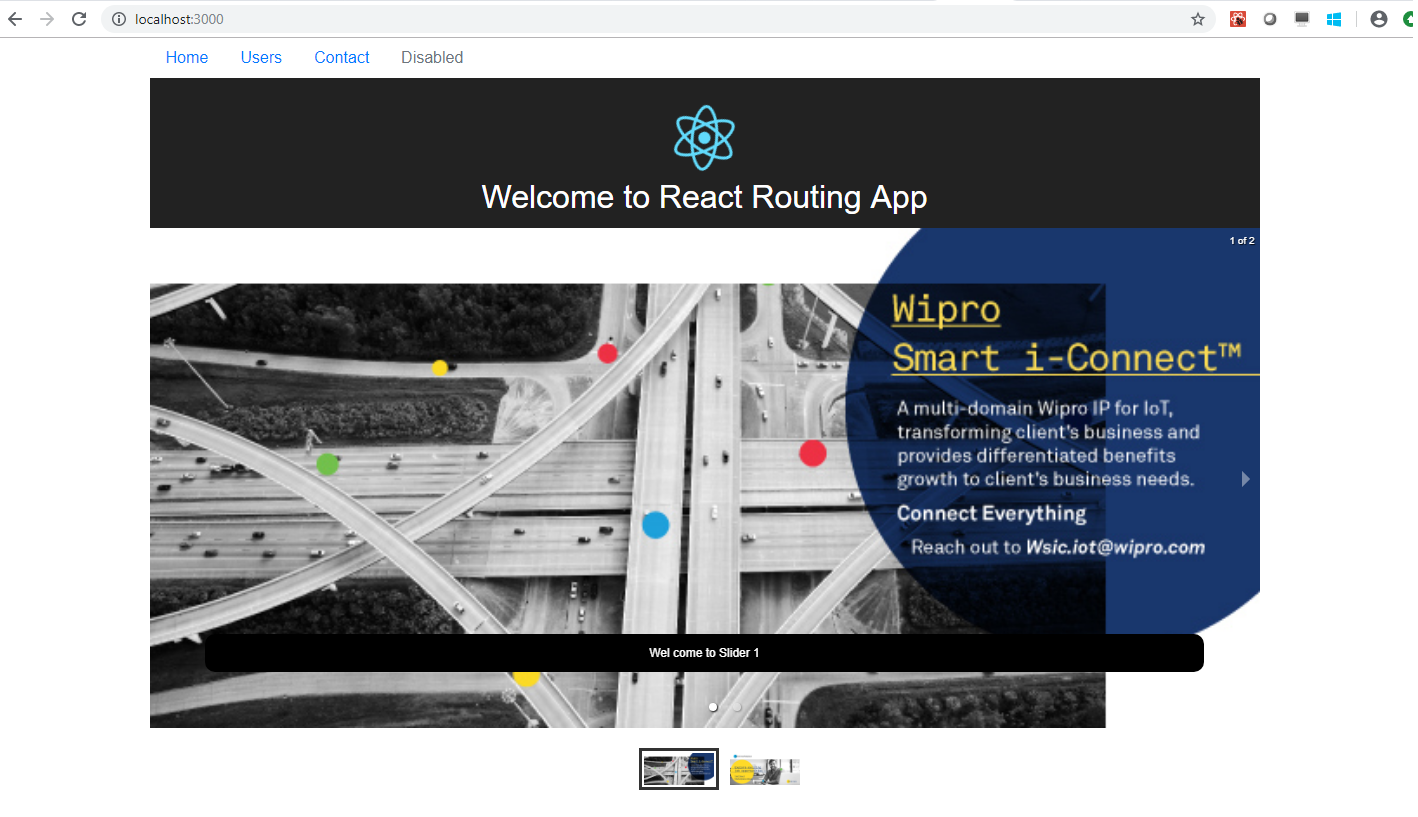 localhost:3000
Home Users Contact Disabled
Welcome to React Routing App
1 of 2
Wipro
Smart i-Connect™
A multi-domain Wipro IP for IoT,
transforming client's business and
provides differentiated benefits
growth to client's business needs.
Connect Everything
Reach out to Wsic.iot@wipro.com
Wel come to Slider 1